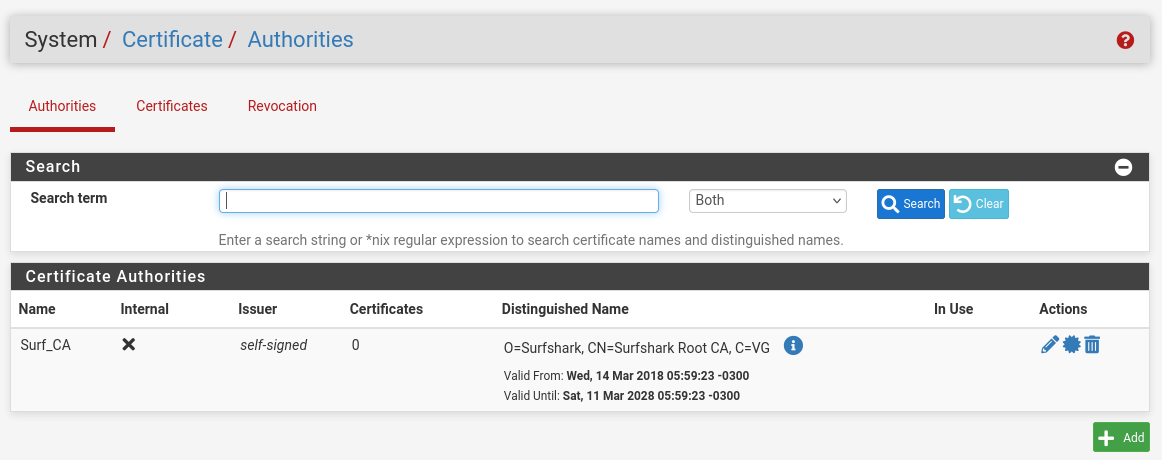 System / Certificate / Authorities
Authorities Certificates Revocation
Search
Search term Both Search Clear
Enter a search string or *nix regular expression to search certificate names and distinguished names.
Certificate Authorities
Name Internal Issuer Certificates Distinguished Name In Use Actions
Surf_CA self-signed 0 O=Surfshark, CN=Surfshark Root CA, C=VG
Valid From: Wed, 14 Mar 2018 05:59:23 -0300
Valid Until: Sat, 11 Mar 2028 05:59:23 -0300
Add